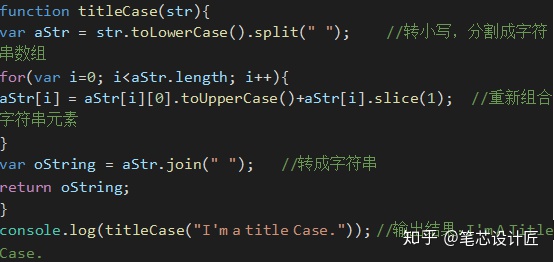 function titleCase(str){
var aStr = str.toLowerCase().split(" ");    //转小写，分割成字符
串数组
for(var i=0; i<aStr.length; i++){
aStr[i] = aStr[i][0].toUpperCase()+aStr[i].slice(1);  //重新组合
字符串元素
}
var oString = aStr.join(" ");   //转成字符串
return oString;
}
console.log(titleCase("I'm a title Case.")); //输出结果 I'm A Title
Case.
知乎 @笔芯设计匠